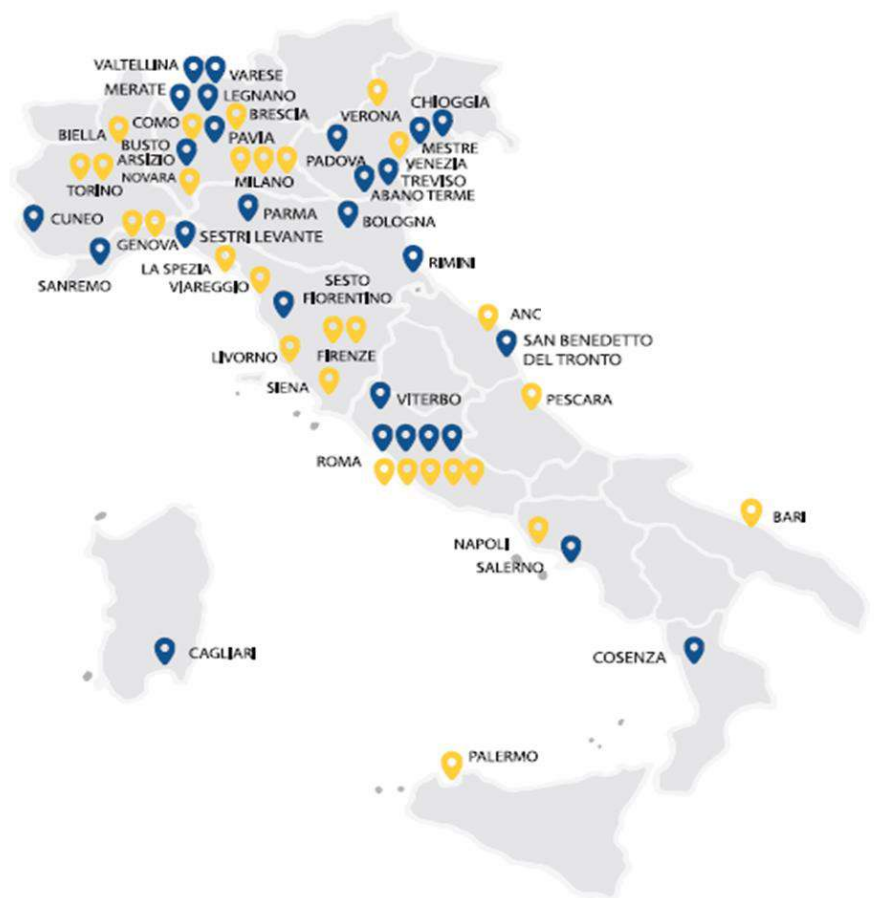 VALTELLINA
VARESE
MERATE
LEGNANO
BRESCIA
VERONA
CHIOGGIA
BIELLA
COMO
PAVIA
MESTRE
BUSTO
ARSIZIO
PADOVA
VENEZIA
TORINO
NOVARA
MILANO
TREVISO
ABANO TERME
CUNEO
PARMA
BOLOGNA
GENOVA
SESTRI LEVANTE
SANREMO
LA SPEZIA
RIMINI
VIAREGGIO
SESTO
FIORENTINO
ANC
LIVORNO
FIRENZE
SAN BENEDETTO
DEL TRONTO
SIENA
VITERBO
PESCARA
ROMA
BARI
NAPOLI
SALERNO
CAGLIARI
COSENZA
PALERMO